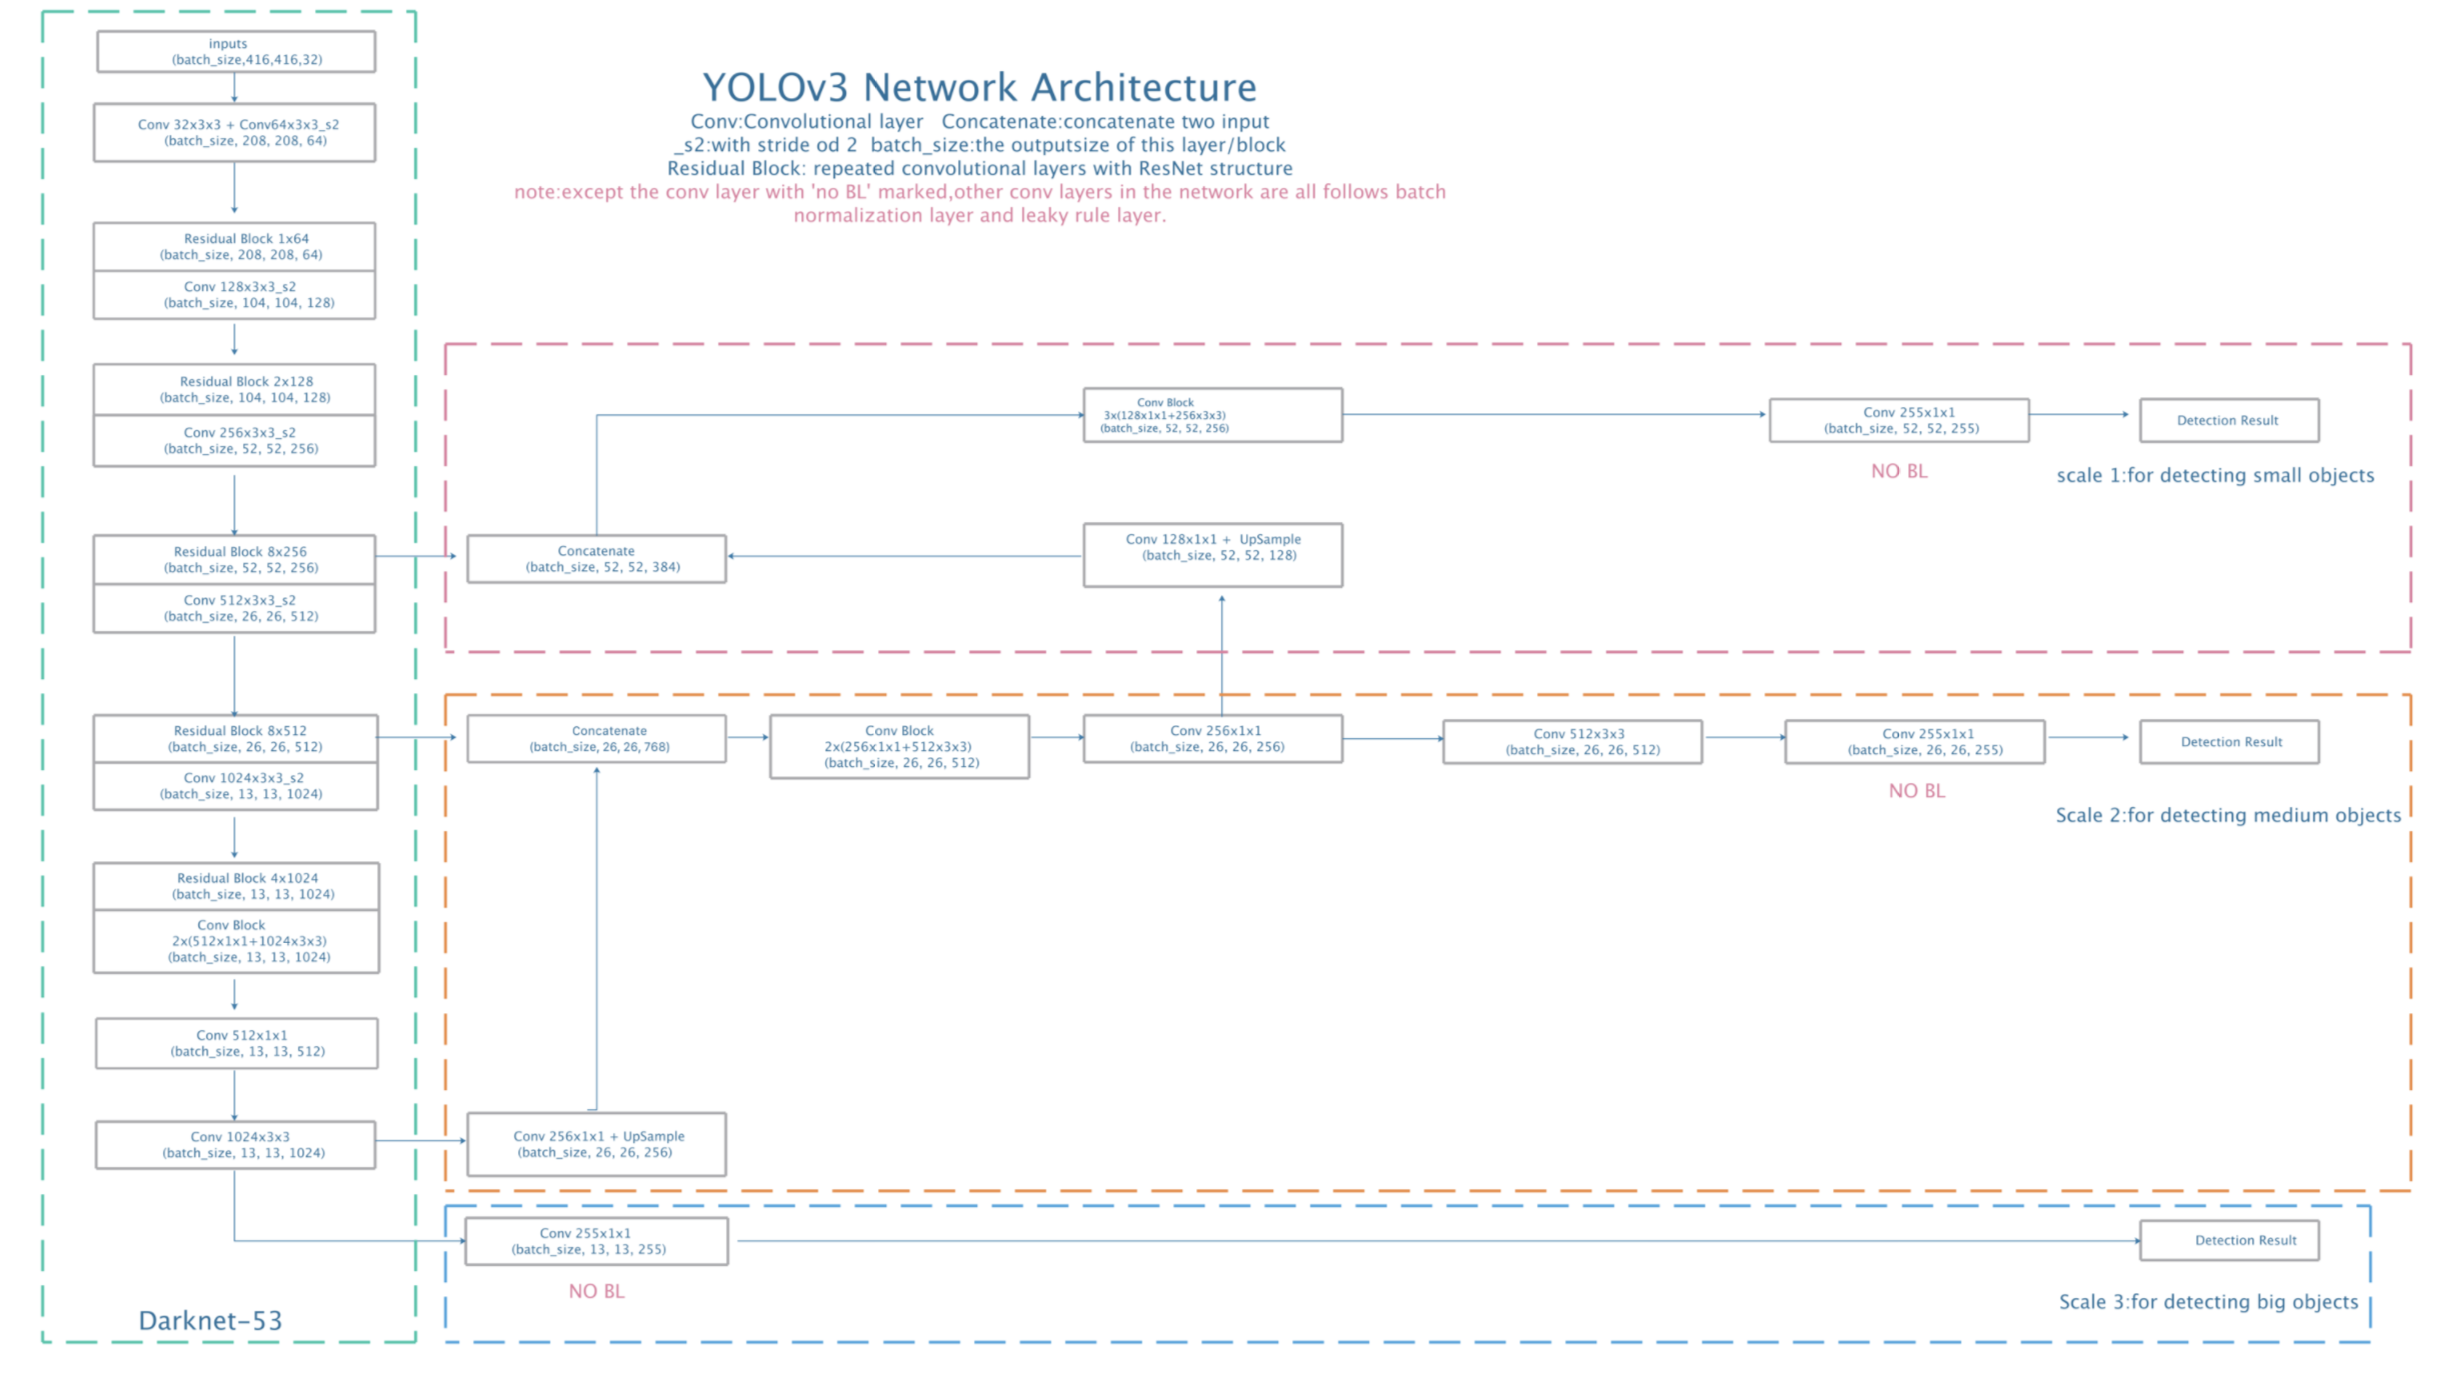 inputs
(batch_size,416,416,32)
Conv 32x3x3 + Conv64x3x3_s2
(batch_size, 208, 208, 64)
Residual Block 1x64
(batch_size, 208, 208, 64)
Conv 128x3x3_s2
(batch_size, 104, 104, 128)
Residual Block 2x128
(batch_size, 104, 104, 128)
Conv 256x3x3_s2
(batch_size, 52, 52, 256)
Residual Block 8x256
(batch_size, 52, 52, 256)
Conv 512x3x3_s2
(batch_size, 26, 26, 512)
Residual Block 8x512
(batch_size, 26, 26, 512)
Conv 1024x3x3_s2
(batch_size, 13, 13, 1024)
Residual Block 4x1024
(batch_size, 13, 13, 1024)
Conv Block
2x(512x1x1+1024x3x3)
(batch_size, 13, 13, 1024)
Conv 512x1x1
(batch_size, 13, 13, 512)
Conv 1024x3x3
(batch_size, 13, 13, 1024)
Darknet-53
YOLOv3 Network Architecture
Conv:Convolutional layer Concatenate:concatenate two input
_s2:with stride od 2 batch_size:the outputsize of this layer/block
Residual Block: repeated convolutional layers with ResNet structure
note:except the conv layer with 'no BL' marked,other conv layers in the network are all follows batch
normalization layer and leaky rule layer.
Conv Block
3x(128x1x1+256x3x3)
(batch_size, 52, 52, 256)
Conv 255x1x1
(batch_size, 52, 52, 255)
NO BL
Detection Result
scale 1:for detecting small objects
Concatenate
(batch_size, 52, 52, 384)
Conv 128x1x1 + UpSample
(batch_size, 52, 52, 128)
Concatenate
(batch_size, 26, 26, 768)
Conv Block
2x(256x1x1+512x3x3)
(batch_size, 26, 26, 512)
Conv 256x1x1
(batch_size, 26, 26, 256)
Conv 512x3x3
(batch_size, 26, 26, 512)
Conv 255x1x1
(batch_size, 26, 26, 255)
NO BL
Detection Result
Scale 2:for detecting medium objects
Conv 256x1x1 + UpSample
(batch_size, 26, 26, 256)
Conv 255x1x1
(batch_size, 13, 13, 255)
NO BL
Detection Result
Scale 3:for detecting big objects